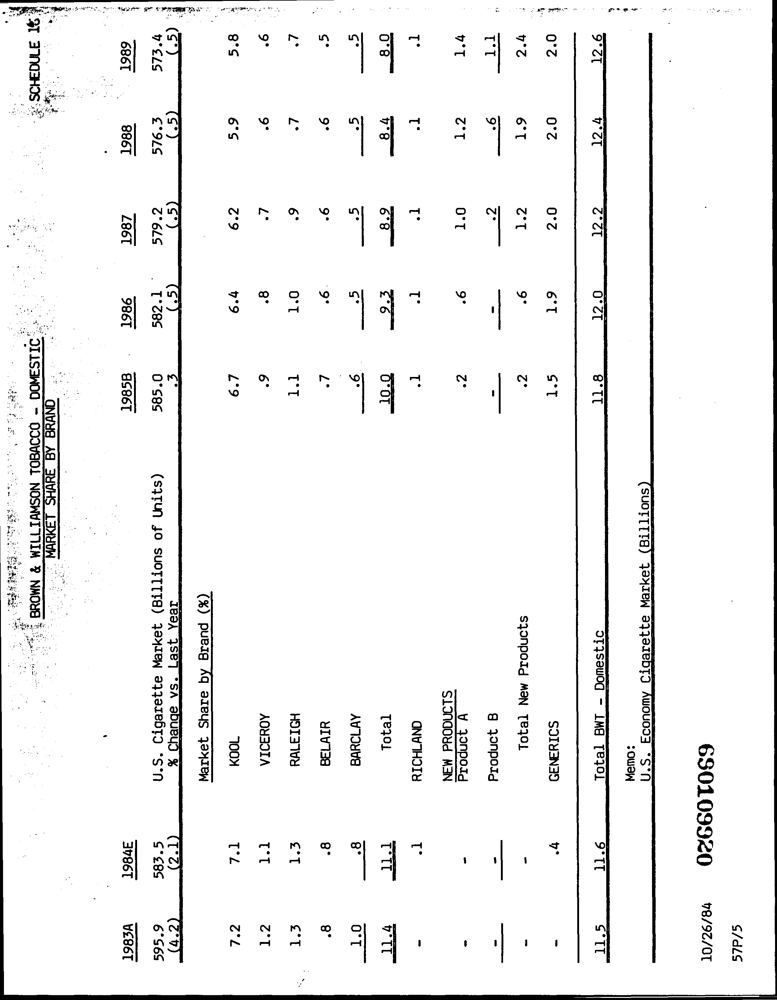 SCHEDULE 16
BROWN & WILLIAMSON TOBACCO - DOMESTIC
MARKET SHARE BY BRAND
1983A 1984E 1985B 1986 1987 1988 1989
595.9 583.5 U.S. Cigarette Market (Billions of Units) 585.0 582.1 579.2 576.3 573.4
(4.2) (2.1) % Change vs. Last Year .3 (.5) (.5) (.5) (.5)
Market Share by Brand (%)
7.2 7.1 KOOL 6.7 6.4 6.2 5.9 5.8
1.2 1.1 VICEROY .9 .8 .7 .6 .6
1.3 1.3 RALEIGH 1.1 1.0 .9 .7 .7
.8 .8 BELAIR .7 .6 .6 .6 .5
1.0 .8 BARCLAY .6 .5 .5 .5 .5
11.4 11.1 Total 10.0 9.3 8.9 8.4 8.0
- .1 RICHLAND .1 .1 .1 .1 .1
NEW PRODUCTS
- - Product A .2 .6 1.0 1.2 1.4
- - Product B - - .2 .6 1.1
- - Total New Products .2 .6 1.2 1.9 2.4
- .4 GENERICS 1.5 1.9 2.0 2.0 2.0
11.5 11.6 Total BWT - Domestic 11.8 12.0 12.2 12.4 12.6
Memo:
U.S. Economy Cigarette Market (Billions)
10/26/84 690109920
57P/5